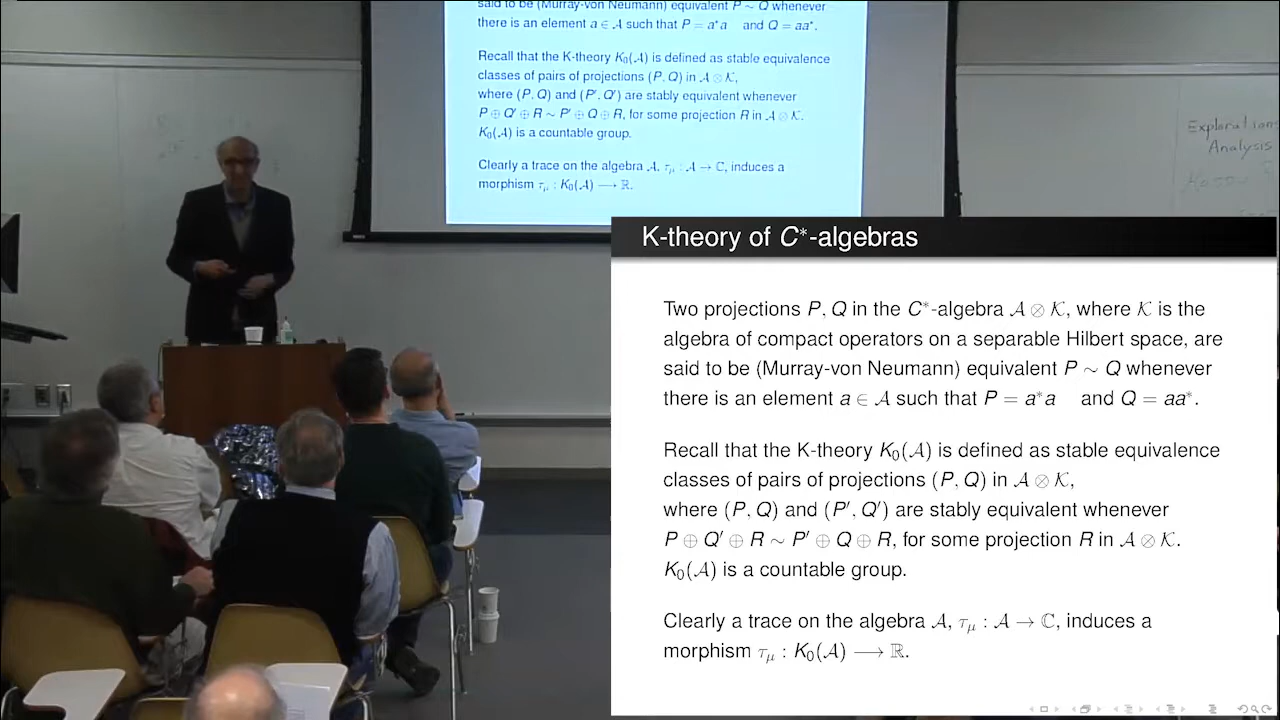 said to be (Murray-von Neumann) equivalent P ∼ Q whenever
there is an element a ∈ 𝒜 such that P = a*a and Q = aa*.
Recall that the K-theory K₀(𝒜) is defined as stable equivalence
classes of pairs of projections (P, Q) in 𝒜 ⊗ 𝒦,
where (P, Q) and (P′, Q′) are stably equivalent whenever
P ⊕ Q′ ⊕ R ∼ P′ ⊕ Q ⊕ R, for some projection R in 𝒜 ⊗ 𝒦.
K₀(𝒜) is a countable group.
Clearly a trace on the algebra 𝒜, τ_μ : 𝒜 → ℂ, induces a
morphism τ_μ : K₀(𝒜) ⟶ ℝ.
Explorations
Analysis
K-theory of C*-algebras
Two projections P, Q in the C*-algebra 𝒜 ⊗ 𝒦, where 𝒦 is the
algebra of compact operators on a separable Hilbert space, are
said to be (Murray-von Neumann) equivalent P ∼ Q whenever
there is an element a ∈ 𝒜 such that P = a*a and Q = aa*.
Recall that the K-theory K₀(𝒜) is defined as stable equivalence
classes of pairs of projections (P, Q) in 𝒜 ⊗ 𝒦,
where (P, Q) and (P′, Q′) are stably equivalent whenever
P ⊕ Q′ ⊕ R ∼ P′ ⊕ Q ⊕ R, for some projection R in 𝒜 ⊗ 𝒦.
K₀(𝒜) is a countable group.
Clearly a trace on the algebra 𝒜, τ_μ : 𝒜 → ℂ, induces a
morphism τ_μ : K₀(𝒜) ⟶ ℝ.